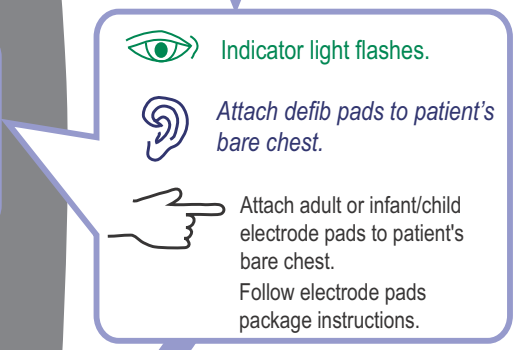 Indicator light flashes.
Attach defib pads to patient's
bare chest.
Attach adult or infant/child
electrode pads to patient's
bare chest.
Follow electrode pads
package instructions.